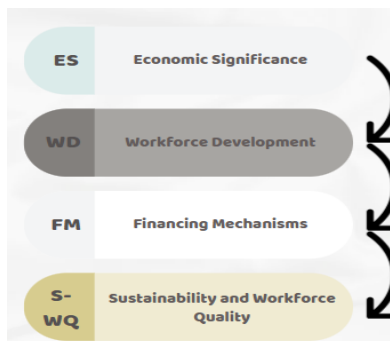 ES
Economic Significance
WD
Workforce Development
FM
Financing Mechanisms
S-
WQ
Sustainability and Workforce
Quality